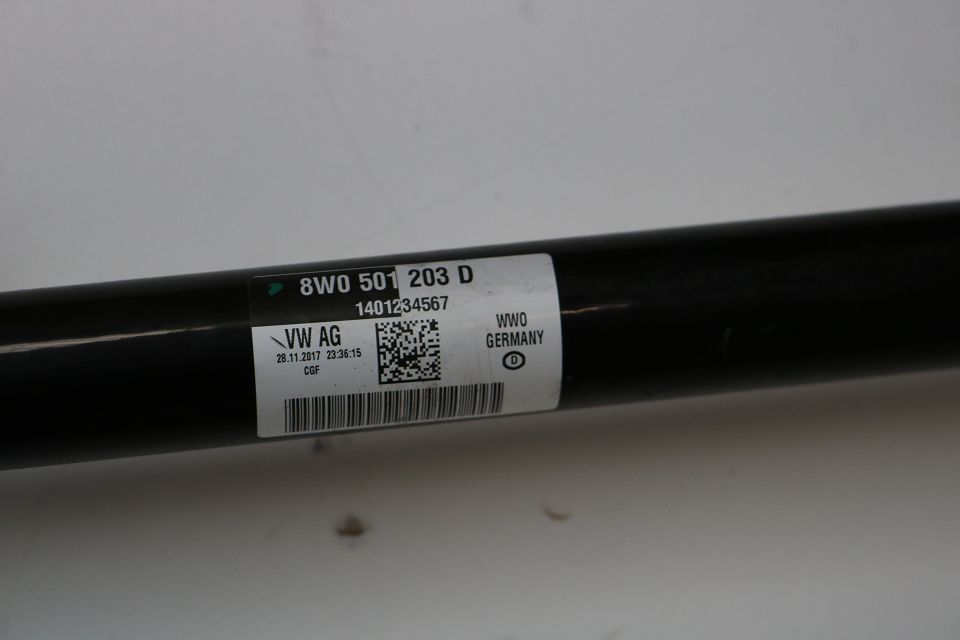 8W0 501 203 D
1401234567
VW AG
28.11.2017 23:36:15
CGF
WWO
GERMANY
D